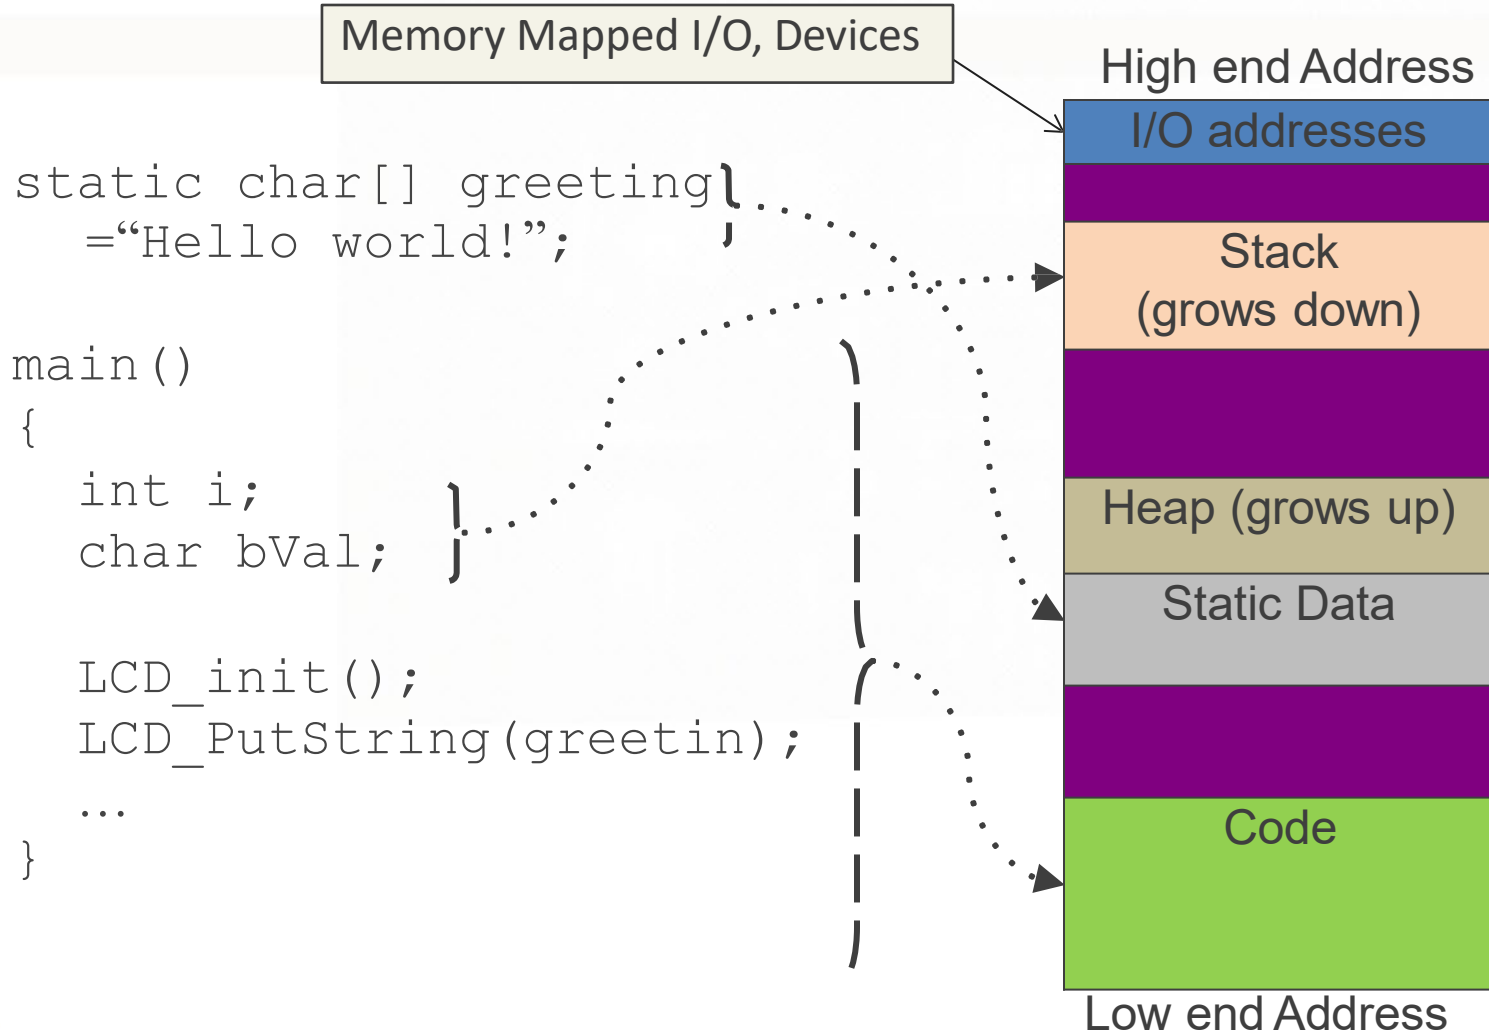 Memory Mapped I/O, Devices
static char[] greeting
=“Hello world!”;
main()
{
int i;
char bVal;
LCD_init();
LCD_PutString(greetin);
...
}
High end Address
I/O addresses
Stack
(grows down)
Heap (grows up)
Static Data
Code
Low end Address